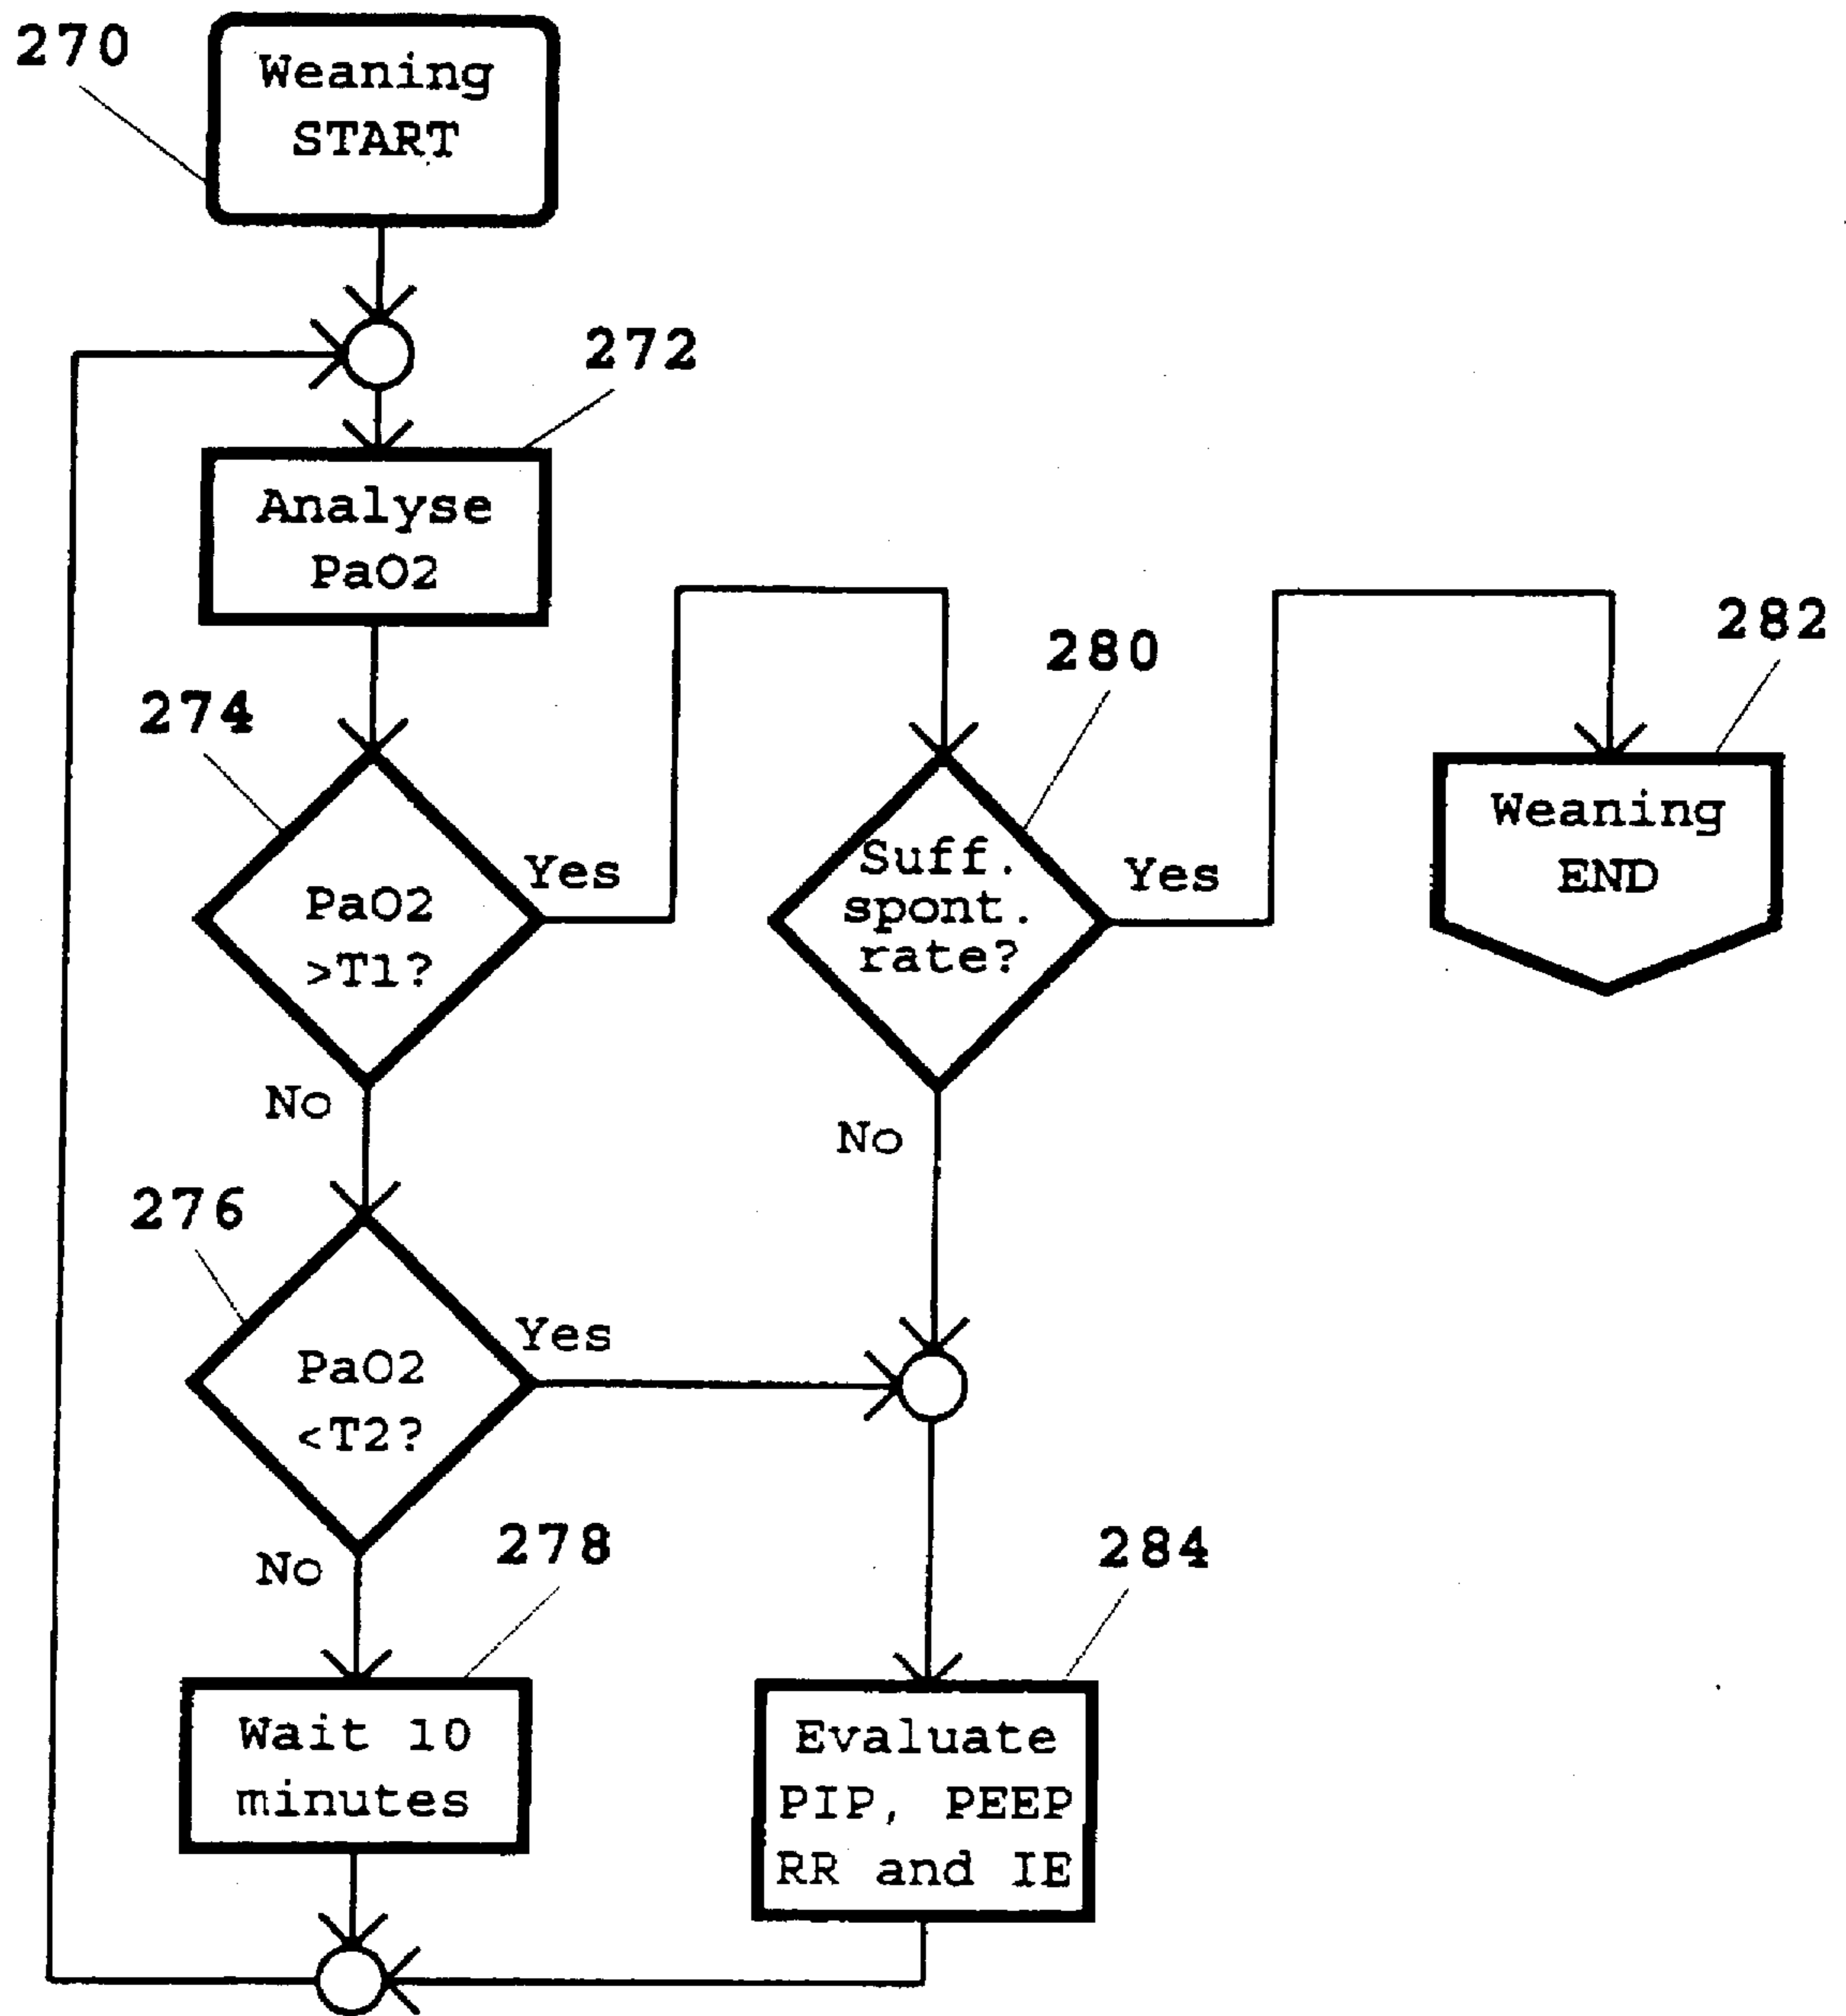 270
Weaning
START
272
Analyse
PaO2
274
PaO2
>T1?
Yes
No
280
Suff.
spont.
rate?
Yes
No
282
Weaning
END
276
PaO2
<T2?
Yes
No
278
Wait 10
minutes
284
Evaluate
PIP, PEEP
RR and IE